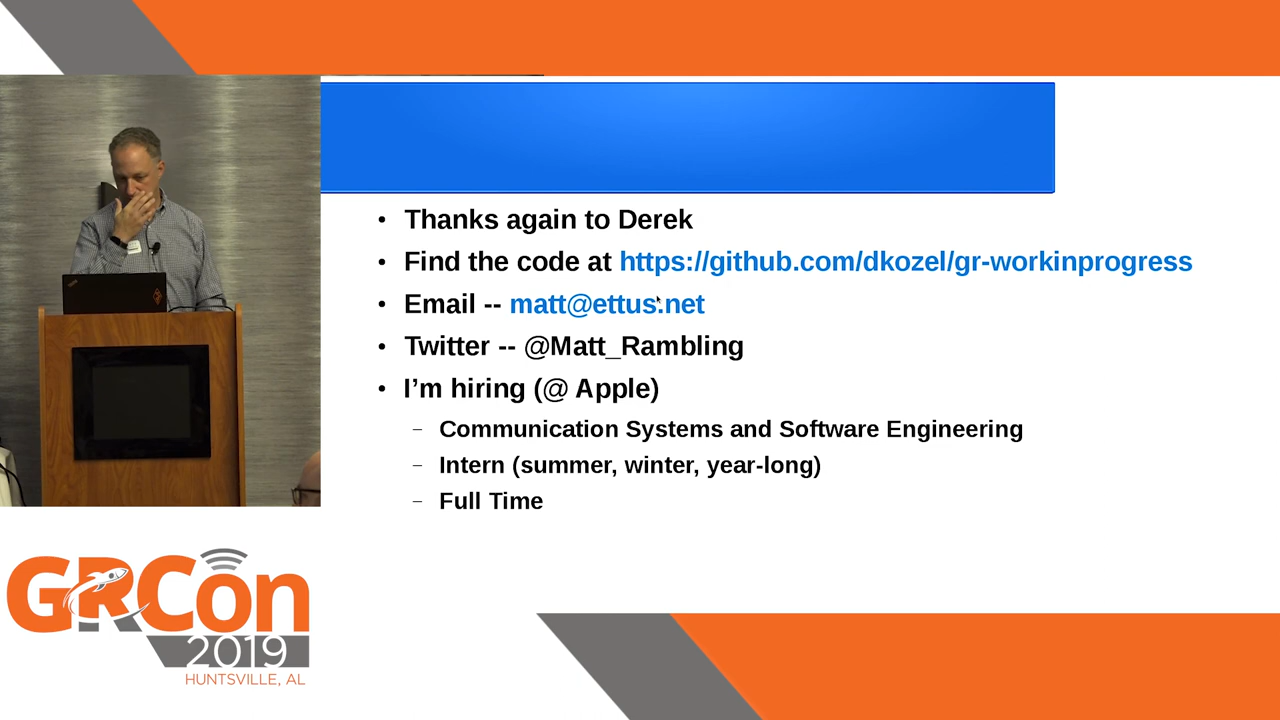 Thanks again to Derek
Find the code at https://github.com/dkozel/gr-workinprogress
Email -- matt@ettus.net
Twitter -- @Matt_Rambling
I’m hiring (@ Apple)
Communication Systems and Software Engineering
Intern (summer, winter, year-long)
Full Time
GRCon
2019
HUNTSVILLE, AL